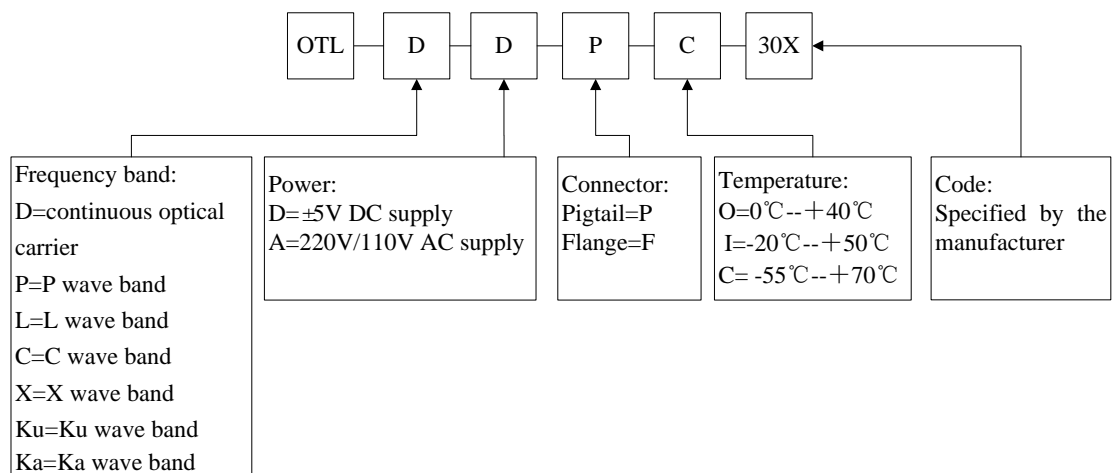 OTL D D P C 30X
Frequency band:
D=continuous optical
carrier
P=P wave band
L=L wave band
C=C wave band
X=X wave band
Ku=Ku wave band
Ka=Ka wave band
Power:
D=±5V DC supply
A=220V/110V AC supply
Connector:
Pigtail=P
Flange=F
Temperature:
O=0℃--＋40℃
I=-20℃--＋50℃
C= -55℃--＋70℃
Code:
Specified by the
manufacturer